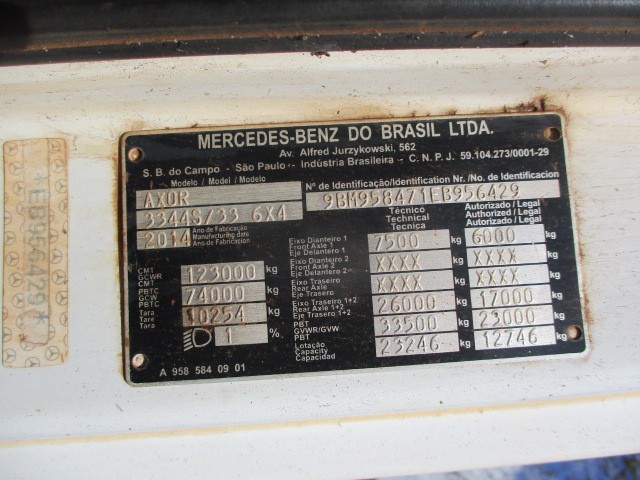 MERCEDES-BENZ DO BRASIL LTDA.
Av. Alfred Jurzykowski, 562
S. B. do Campo - São Paulo - Indústria Brasileira - C. N. P. J. 59.104.273/0001-29
Modelo / Model / Modelo
AXOR
Nº de Identificação/Identification Nr. /No. de Identificacion
9BM958471EB956429
3344S/33 6X4
2014
Ano de Fabricação
Manufacturing date
Ano de Fabricación
Técnico
Technical
Técnica
Autorizado / Legal
Authorized / Legal
Autorizado / Legal
Eixo Dianteiro 1
Front Axle 1
Eje Delantero 1
7500 kg 6000 kg
Eixo Dianteiro 2
Front Axle 2
Eje Delantero 2
XXXX kg XXXX kg
CMT
GCWR
CMT
123000 kg
Eixo Traseiro
Rear Axle
Eje Trasero
XXXX kg XXXX kg
PBTC
GCW
PBTC
74000 kg
Eixo Traseiro 1+2
Rear Axle 1+2
Eje Trasero 1+2
26000 kg 17000 kg
Tara
Tare
Tara
10254 kg
PBT
GVWR/GVW
PBT
33500 kg 23000 kg
1 %
Lotação
Capacity
Capacidad
23246 kg 12746 kg
A 958 584 09 01